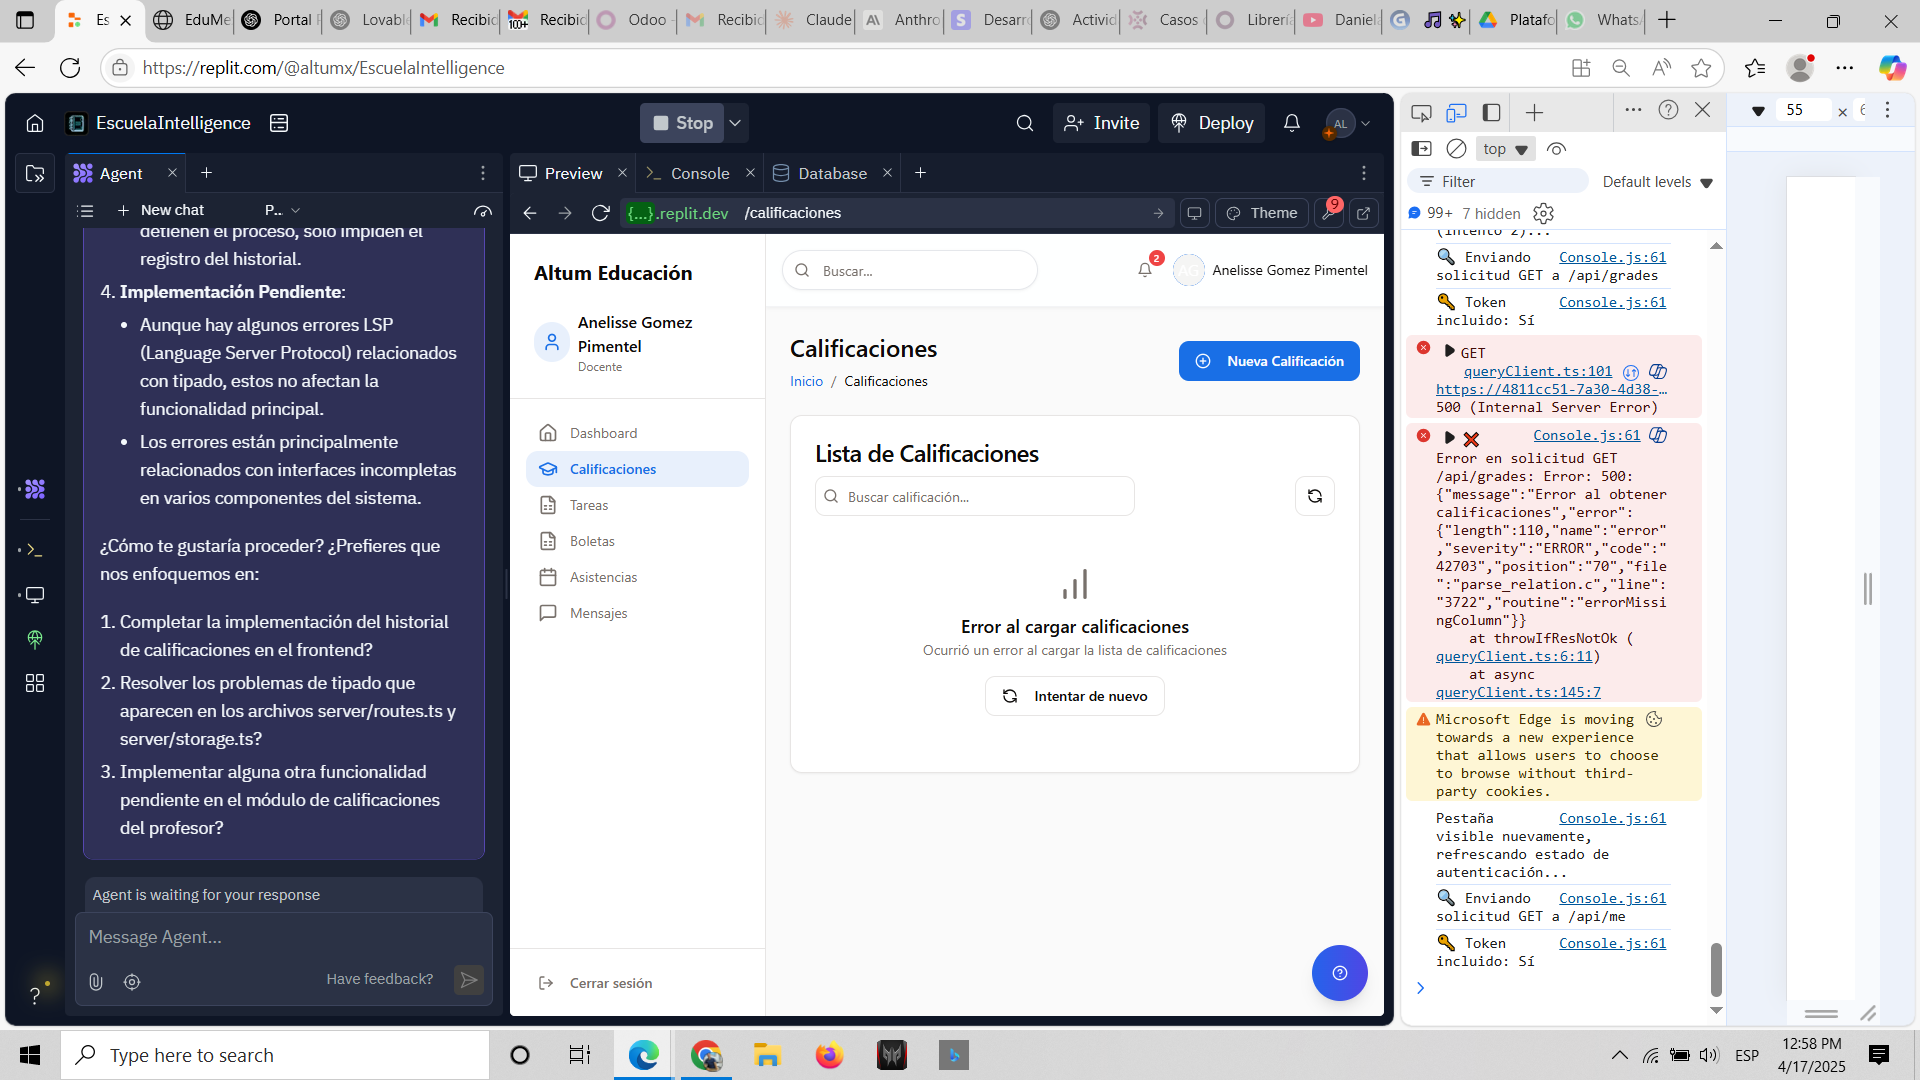 Es
EduMe
Portal
Lovable
Recibid
100+
Recibid
Odoo
Recibid
Claude
Anthro
Desarr
Activid
Casos
Librerí
Daniela
Platafo
Whats
https://replit.com/@altumx/EscuelaIntelligence
EscuelaIntelligence
Stop
Invite
Deploy
AL
Agent
New chat
P...
detienen el proceso, solo impiden el
registro del historial.
4. Implementación Pendiente:
• Aunque hay algunos errores LSP
(Language Server Protocol) relacionados
con tipado, estos no afectan la
funcionalidad principal.
• Los errores están principalmente
relacionados con interfaces incompletas
en varios componentes del sistema.
¿Cómo te gustaría proceder? ¿Prefieres que
nos enfoquemos en:
1. Completar la implementación del historial
de calificaciones en el frontend?
2. Resolver los problemas de tipado que
aparecen en los archivos server/routes.ts y
server/storage.ts?
3. Implementar alguna otra funcionalidad
pendiente en el módulo de calificaciones
del profesor?
Agent is waiting for your response
Message Agent...
Have feedback?
Preview
Console
Database
{...}.replit.dev /calificaciones
Theme
9
Altum Educación
Anelisse Gomez
Pimentel
Docente
Dashboard
Calificaciones
Tareas
Boletas
Asistencias
Mensajes
Cerrar sesión
Buscar...
2
AG
Anelisse Gomez Pimentel
Calificaciones
Inicio / Calificaciones
Nueva Calificación
Lista de Calificaciones
Buscar calificación...
Error al cargar calificaciones
Ocurrió un error al cargar la lista de calificaciones
Intentar de nuevo
55 × 6
top
Filter
Default levels
99+ 7 hidden
(intento 2)...
Enviando Console.js:61
solicitud GET a /api/grades
Token Console.js:61
incluido: Sí
GET
queryClient.ts:101
https://4811cc51-7a30-4d38-…
500 (Internal Server Error)
Console.js:61
Error en solicitud GET
/api/grades: Error: 500:
{"message":"Error al obtener
calificaciones","error":
{"length":110,"name":"error"
,"severity":"ERROR","code":"
42703","position":"70","file
":"parse_relation.c","line":
"3722","routine":"errorMissi
ngColumn"}}
at throwIfResNotOk (
queryClient.ts:6:11)
at async
queryClient.ts:145:7
Microsoft Edge is moving
towards a new experience
that allows users to choose
to browse without third-
party cookies.
Pestaña Console.js:61
visible nuevamente,
refrescando estado de
autenticación...
Enviando Console.js:61
solicitud GET a /api/me
Token Console.js:61
incluido: Sí
Type here to search
ESP
12:58 PM
4/17/2025